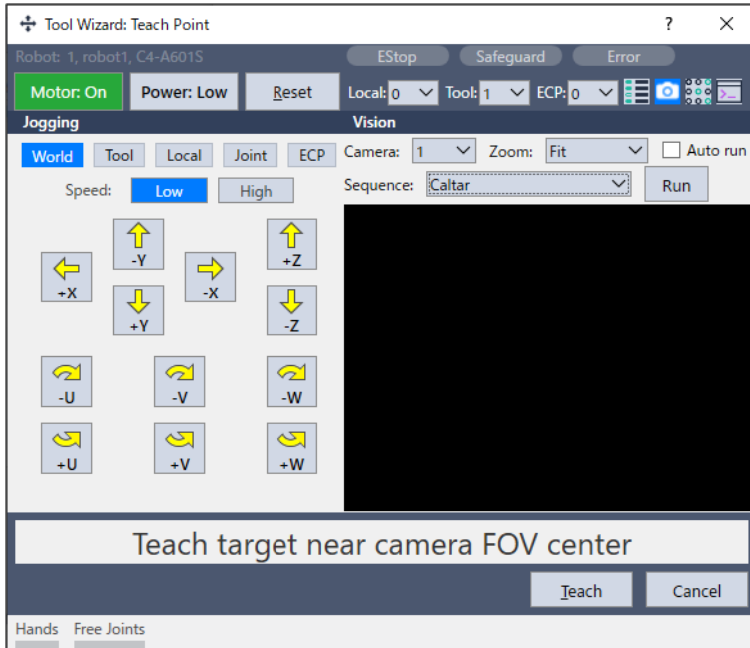 Tool Wizard: Teach Point ?
Robot: 1, robot1, C4-A601S EStop Safeguard Error
Motor: On Power: Low Reset Local: 0 Tool: 1 ECP: 0
Jogging Vision
World Tool Local Joint ECP Camera: 1 Zoom: Fit Auto run
Speed: Low High Sequence: Caltar Run
-Y +Z
+X -X
+Y -Z
-U -V -W
+U +V +W
Teach target near camera FOV center
Teach Cancel
Hands Free Joints